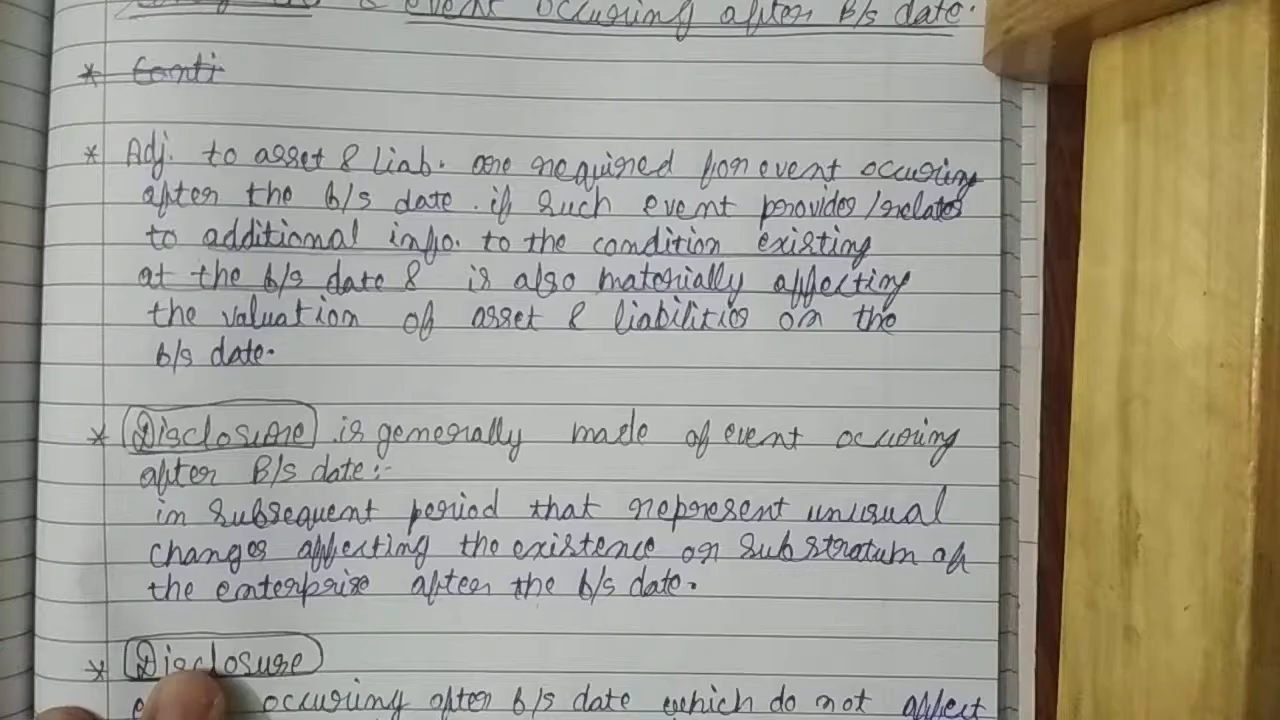 & event occuring after B/s date.
* Conti
* Adj. to asset & Liab. are required for event occuring
after the b/s date if such event provides/relates
to additional info. to the condition existing
at the b/s date & is also materially affecting
the valuation of asset & liabilities on the
b/s date.
* Disclosure is generally made of event occuring
after B/s date:-
in subsequent period that represent unusual
changes affecting the existence or substratum of
the enterprise after the b/s date.
* Disclosure
occuring after b/s date which do not affect